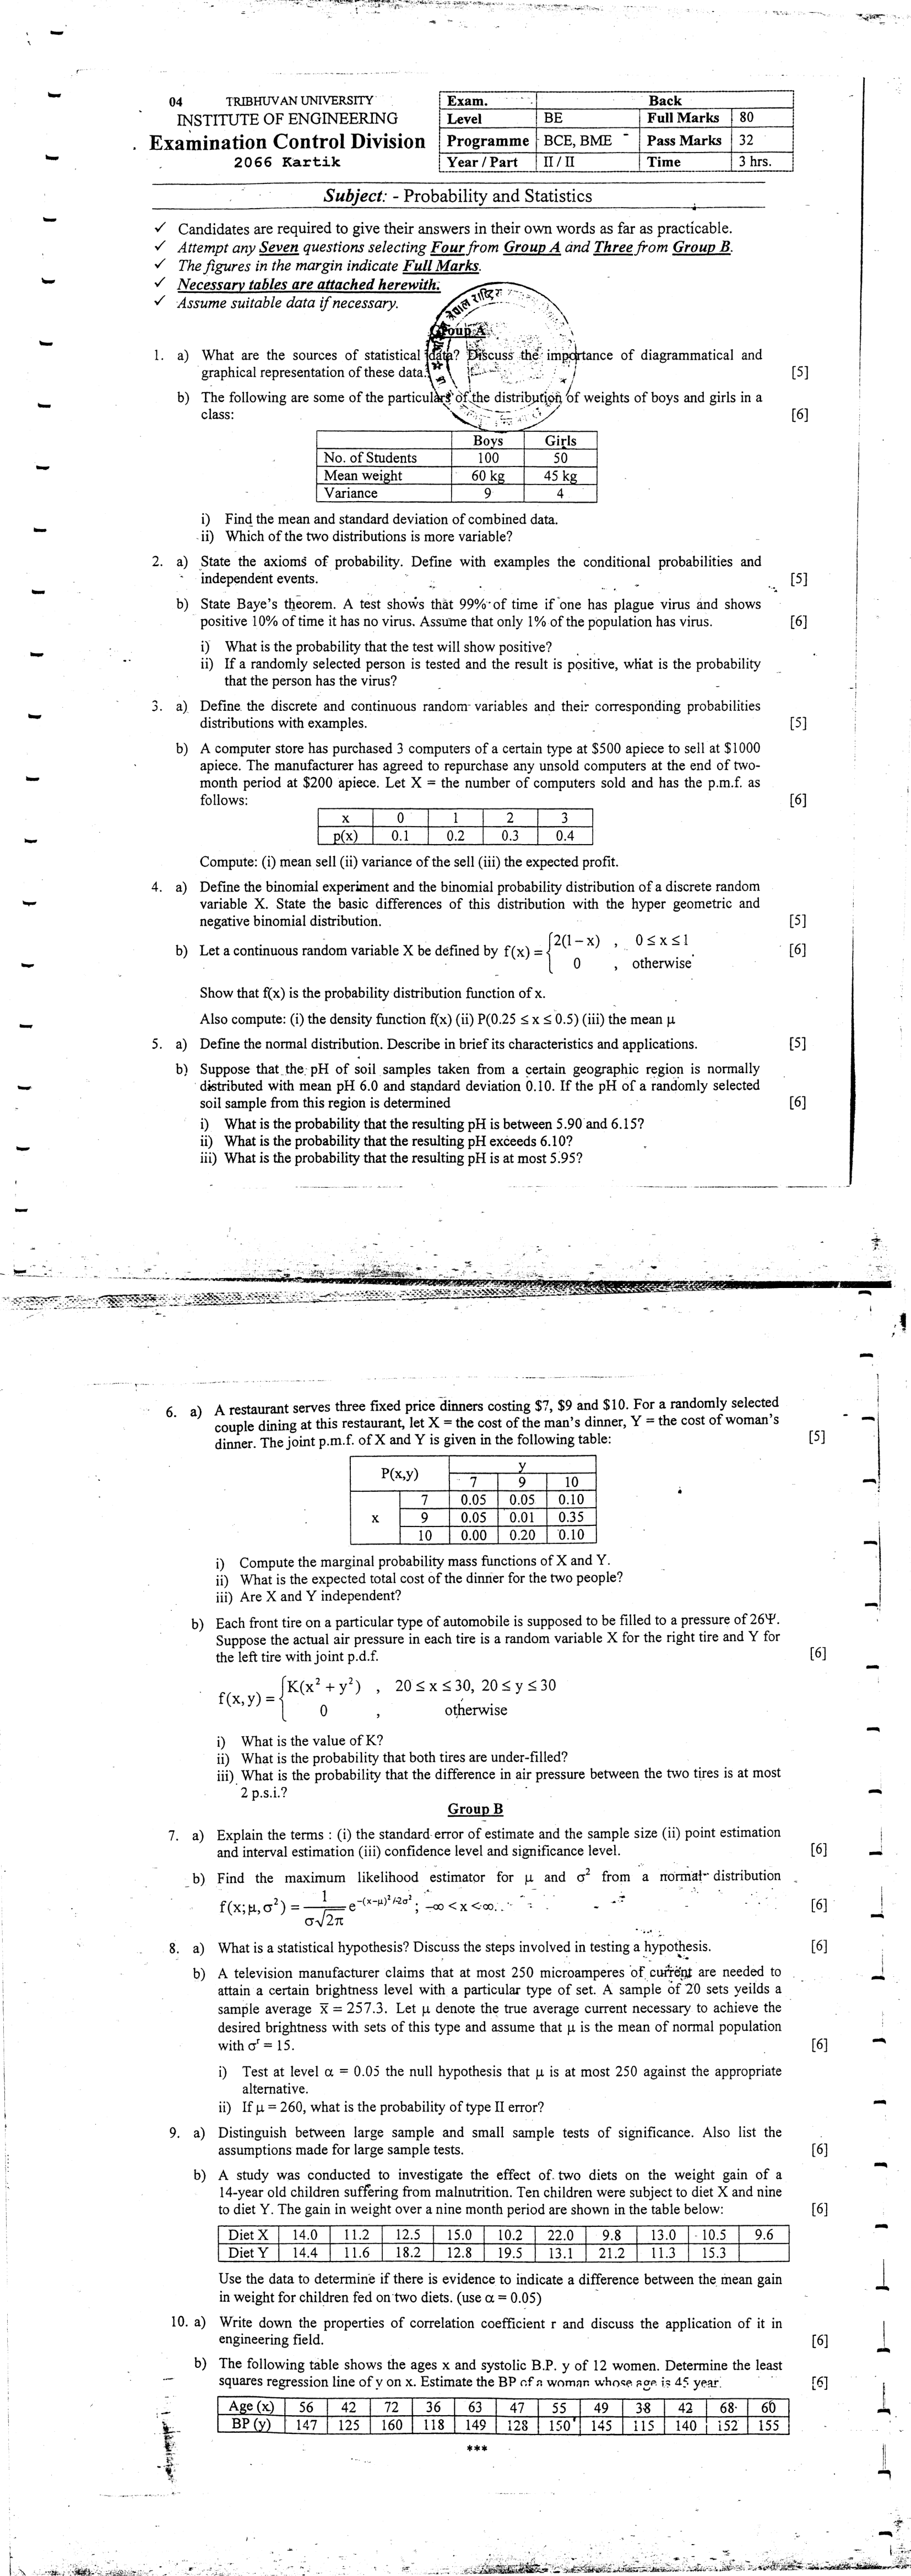 04 TRIBHUVAN UNIVERSITY
INSTITUTE OF ENGINEERING
Examination Control Division
2066 Kartik
Exam. Back
Level BE Full Marks 80
Programme BCE, BME Pass Marks 32
Year / Part II / II Time 3 hrs.
Subject: - Probability and Statistics
✓ Candidates are required to give their answers in their own words as far as practicable.
✓ Attempt any Seven questions selecting Four from Group A and Three from Group B.
✓ The figures in the margin indicate Full Marks.
✓ Necessary tables are attached herewith.
✓ Assume suitable data if necessary.
Group A
1. a) What are the sources of statistical data? Discuss the importance of diagrammatical and
graphical representation of these data. [5]
b) The following are some of the particulars of the distribution of weights of boys and girls in a
class: [6]
Boys Girls
No. of Students 100 50
Mean weight 60 kg 45 kg
Variance 9 4
i) Find the mean and standard deviation of combined data.
ii) Which of the two distributions is more variable?
2. a) State the axioms of probability. Define with examples the conditional probabilities and
independent events. [5]
b) State Baye's theorem. A test shows that 99% of time if one has plague virus and shows
positive 10% of time it has no virus. Assume that only 1% of the population has virus. [6]
i) What is the probability that the test will show positive?
ii) If a randomly selected person is tested and the result is positive, what is the probability
that the person has the virus?
3. a) Define the discrete and continuous random variables and their corresponding probabilities
distributions with examples. [5]
b) A computer store has purchased 3 computers of a certain type at $500 apiece to sell at $1000
apiece. The manufacturer has agreed to repurchase any unsold computers at the end of two-
month period at $200 apiece. Let X = the number of computers sold and has the p.m.f. as
follows: [6]
x 0 1 2 3
p(x) 0.1 0.2 0.3 0.4
Compute: (i) mean sell (ii) variance of the sell (iii) the expected profit.
4. a) Define the binomial experiment and the binomial probability distribution of a discrete random
variable X. State the basic differences of this distribution with the hyper geometric and
negative binomial distribution. [5]
b) Let a continuous random variable X be defined by f(x) = { 2(1 – x) , 0 ≤ x ≤ 1 [6]
0 , otherwise
Show that f(x) is the probability distribution function of x.
Also compute: (i) the density function f(x) (ii) P(0.25 ≤ x ≤ 0.5) (iii) the mean μ
5. a) Define the normal distribution. Describe in brief its characteristics and applications. [5]
b) Suppose that the pH of soil samples taken from a certain geographic region is normally
distributed with mean pH 6.0 and standard deviation 0.10. If the pH of a randomly selected
soil sample from this region is determined [6]
i) What is the probability that the resulting pH is between 5.90 and 6.15?
ii) What is the probability that the resulting pH exceeds 6.10?
iii) What is the probability that the resulting pH is at most 5.95?
6. a) A restaurant serves three fixed price dinners costing $7, $9 and $10. For a randomly selected
couple dining at this restaurant, let X = the cost of the man's dinner, Y = the cost of woman's
dinner. The joint p.m.f. of X and Y is given in the following table: [5]
P(x,y) y
7 9 10
7 0.05 0.05 0.10
x 9 0.05 0.01 0.35
10 0.00 0.20 0.10
i) Compute the marginal probability mass functions of X and Y.
ii) What is the expected total cost of the dinner for the two people?
iii) Are X and Y independent?
b) Each front tire on a particular type of automobile is supposed to be filled to a pressure of 26Ψ.
Suppose the actual air pressure in each tire is a random variable X for the right tire and Y for
the left tire with joint p.d.f. [6]
f(x, y) = { K(x² + y²) , 20 ≤ x ≤ 30, 20 ≤ y ≤ 30
0 , otherwise
i) What is the value of K?
ii) What is the probability that both tires are under-filled?
iii) What is the probability that the difference in air pressure between the two tires is at most
2 p.s.i.?
Group B
7. a) Explain the terms : (i) the standard error of estimate and the sample size (ii) point estimation
and interval estimation (iii) confidence level and significance level. [6]
b) Find the maximum likelihood estimator for μ and σ² from a normal distribution
f(x; μ, σ²) = 1/(σ√2π) e^(-(x-μ)²/2σ²) ; –∞ < x < ∞. [6]
8. a) What is a statistical hypothesis? Discuss the steps involved in testing a hypothesis. [6]
b) A television manufacturer claims that at most 250 microamperes of current are needed to
attain a certain brightness level with a particular type of set. A sample of 20 sets yeilds a
sample average x̄ = 257.3. Let μ denote the true average current necessary to achieve the
desired brightness with sets of this type and assume that μ is the mean of normal population
with σ = 15. [6]
i) Test at level α = 0.05 the null hypothesis that μ is at most 250 against the appropriate
alternative.
ii) If μ = 260, what is the probability of type II error?
9. a) Distinguish between large sample and small sample tests of significance. Also list the
assumptions made for large sample tests. [6]
b) A study was conducted to investigate the effect of two diets on the weight gain of a
14-year old children suffering from malnutrition. Ten children were subject to diet X and nine
to diet Y. The gain in weight over a nine month period are shown in the table below: [6]
Diet X 14.0 11.2 12.5 15.0 10.2 22.0 9.8 13.0 10.5 9.6
Diet Y 14.4 11.6 18.2 12.8 19.5 13.1 21.2 11.3 15.3
Use the data to determine if there is evidence to indicate a difference between the mean gain
in weight for children fed on two diets. (use α = 0.05)
10. a) Write down the properties of correlation coefficient r and discuss the application of it in
engineering field. [6]
b) The following table shows the ages x and systolic B.P. y of 12 women. Determine the least
squares regression line of y on x. Estimate the BP of a woman whose age is 45 year. [6]
Age (x) 56 42 72 36 63 47 55 49 38 42 68 60
BP (y) 147 125 160 118 149 128 150 145 115 140 152 155
***